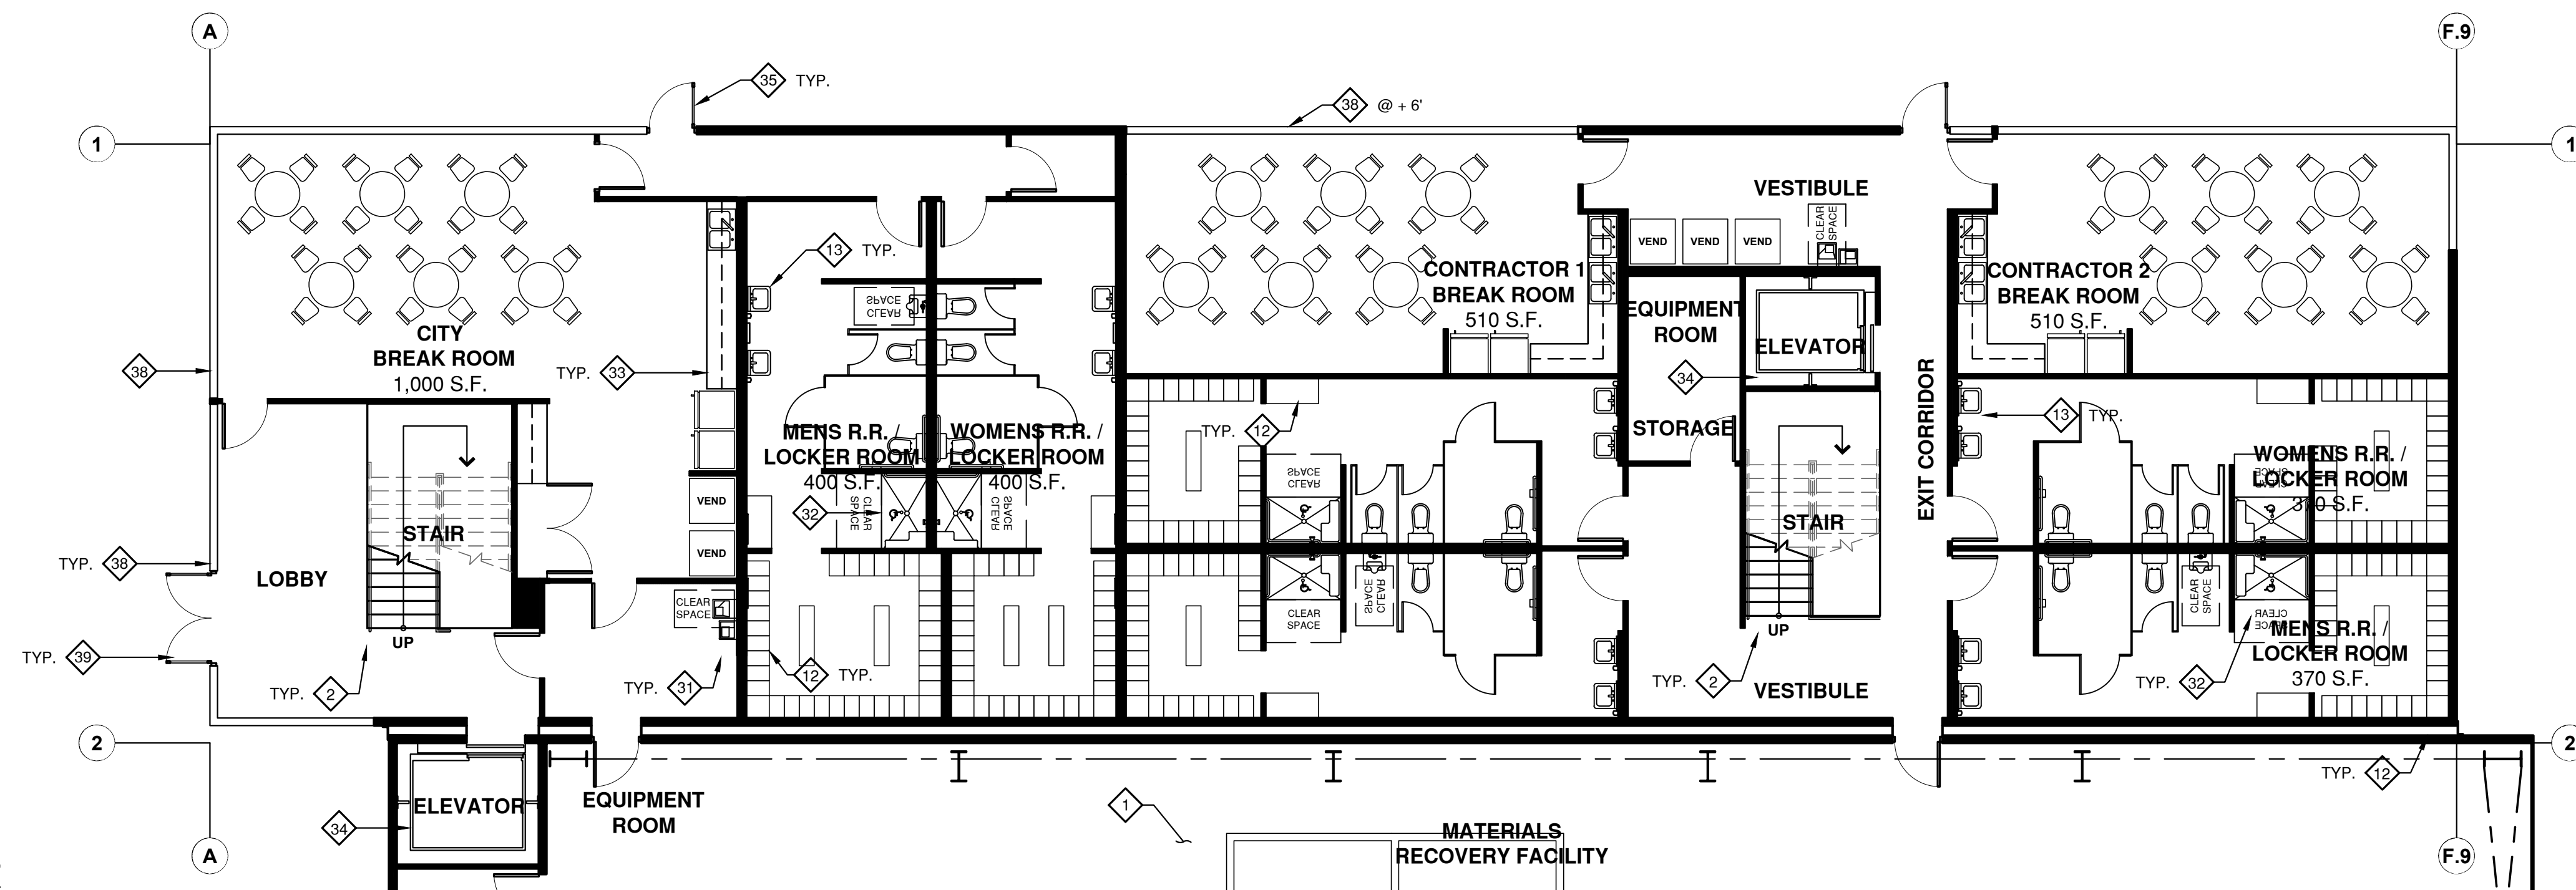 A
F.9
35 TYP.
38 @ + 6'
1
1
VESTIBULE
CLEAR
SPACE
VEND
VEND
VEND
13 TYP.
SPACE
CLEAR
CONTRACTOR 1
BREAK ROOM
510 S.F.
EQUIPMENT
ROOM
ELEVATOR
34
CONTRACTOR 2
BREAK ROOM
510 S.F.
CITY
BREAK ROOM
1,000 S.F.
38
TYP. 33
EXIT CORRIDOR
MENS R.R. /
LOCKER ROOM
400 S.F.
WOMENS R.R. /
LOCKER ROOM
400 S.F.
TYP. 12
STORAGE
13 TYP.
WOMENS R.R. /
LOCKER ROOM
370 S.F.
SPACE
CLEAR
SPACE
CLEAR
32
CLEAR
SPACE
SPACE
CLEAR
VEND
VEND
STAIR
STAIR
TYP. 38
LOBBY
CLEAR
SPACE
CLEAR
SPACE
SPACE
CLEAR
CLEAR
SPACE
CLEAR
SPACE
UP
UP
TYP. 39
TYP. 2
TYP. 31
12 TYP.
TYP. 2
VESTIBULE
TYP. 32
MENS R.R. /
LOCKER ROOM
370 S.F.
2
2
ELEVATOR
34
EQUIPMENT
ROOM
1
MATERIALS
RECOVERY FACILITY
TYP. 12
A
F.9